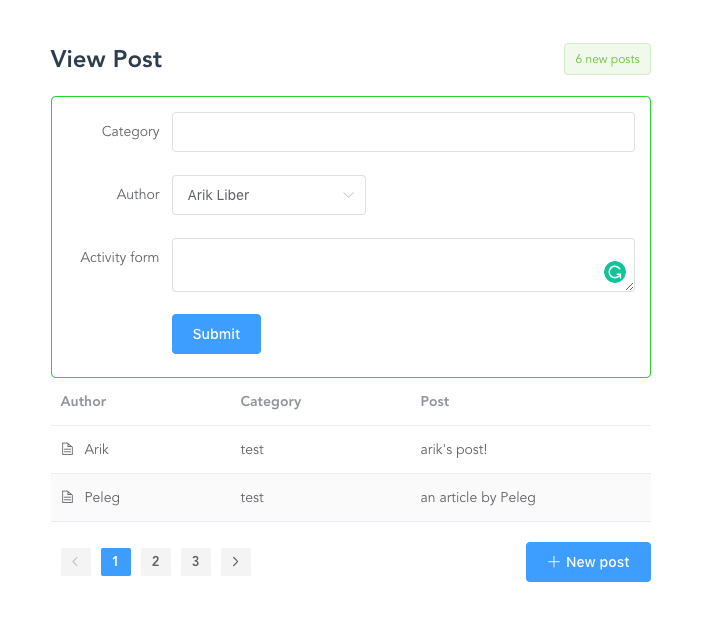 View Post
6 new posts
Category
Author
Arik Liber
Activity form
Submit
Author Category Post
Arik test arik's post!
Peleg test an article by Peleg
1 2 3
New post